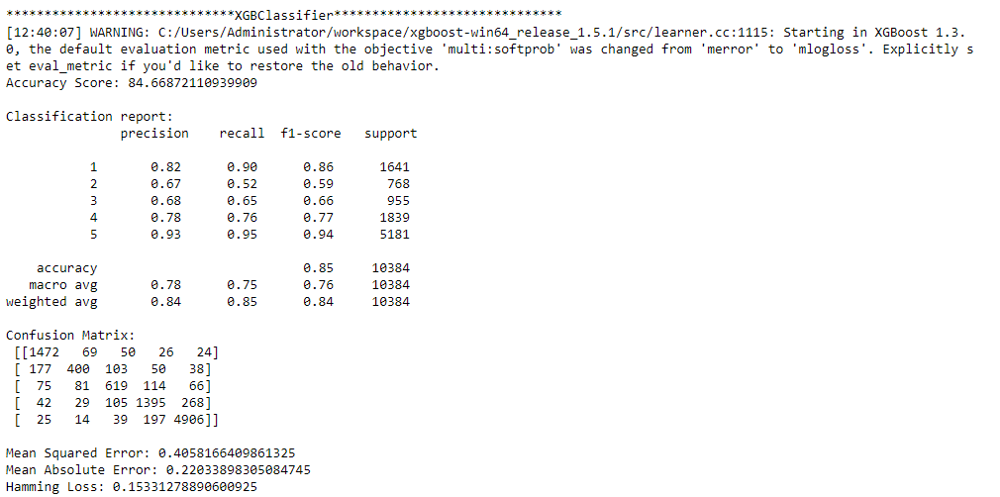 ******************************XGBClassifier******************************
[12:40:07] WARNING: C:/Users/Administrator/workspace/xgboost-win64_release_1.5.1/src/learner.cc:1115: Starting in XGBoost 1.3.
0, the default evaluation metric used with the objective 'multi:softprob' was changed from 'merror' to 'mlogloss'. Explicitly s
et eval_metric if you'd like to restore the old behavior.
Accuracy Score: 84.66872110939909
Classification report:
precision recall f1-score support
1 0.82 0.90 0.86 1641
2 0.67 0.52 0.59 768
3 0.68 0.65 0.66 955
4 0.78 0.76 0.77 1839
5 0.93 0.95 0.94 5181
accuracy 0.85 10384
macro avg 0.78 0.75 0.76 10384
weighted avg 0.84 0.85 0.84 10384
Confusion Matrix:
[[1472 69 50 26 24]
[ 177 400 103 50 38]
[ 75 81 619 114 66]
[ 42 29 105 1395 268]
[ 25 14 39 197 4906]]
Mean Squared Error: 0.4058166409861325
Mean Absolute Error: 0.22033898305084745
Hamming Loss: 0.15331278890600925